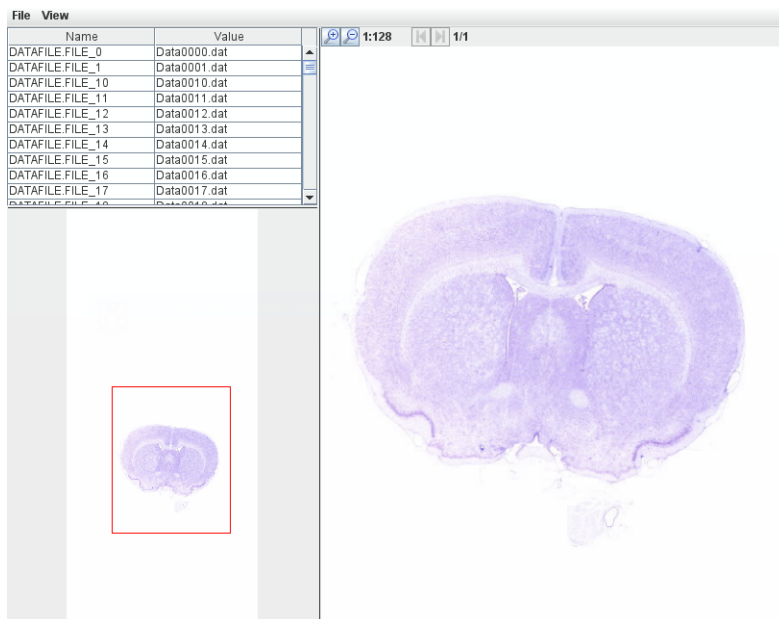 File View
Name Value
1:128 1/1
DATAFILE.FILE_0 Data0000.dat
DATAFILE.FILE_1 Data0001.dat
DATAFILE.FILE_10 Data0010.dat
DATAFILE.FILE_11 Data0011.dat
DATAFILE.FILE_12 Data0012.dat
DATAFILE.FILE_13 Data0013.dat
DATAFILE.FILE_14 Data0014.dat
DATAFILE.FILE_15 Data0015.dat
DATAFILE.FILE_16 Data0016.dat
DATAFILE.FILE_17 Data0017.dat